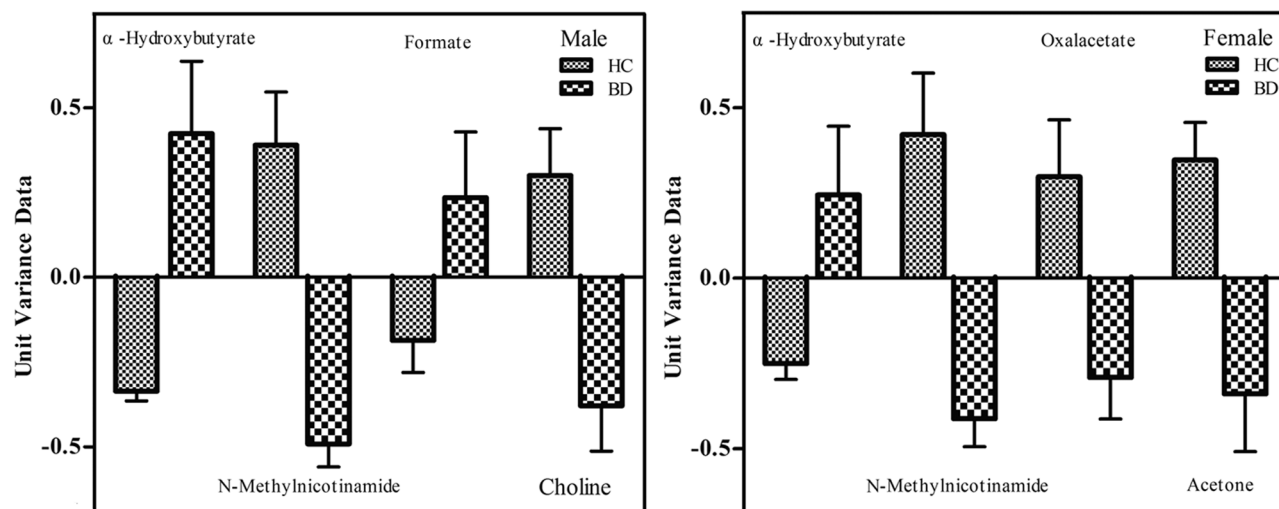 α -Hydroxybutyrate
Formate
Male
HC
BD
0.5
0.0
-0.5
Unit Variance Data
N-Methylnicotinamide
Choline
α -Hydroxybutyrate
Oxalacetate
Female
HC
BD
0.5
0.0
-0.5
Unit Variance Data
N-Methylnicotinamide
Acetone